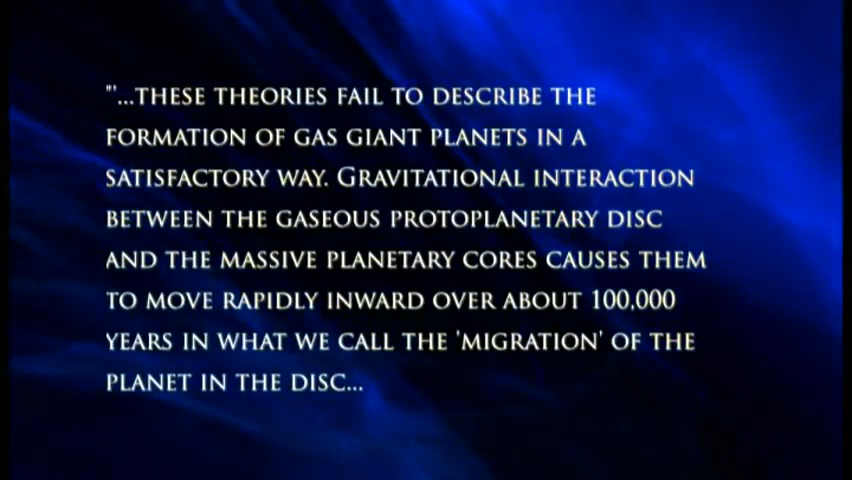 "'...THESE THEORIES FAIL TO DESCRIBE THE
FORMATION OF GAS GIANT PLANETS IN A
SATISFACTORY WAY. GRAVITATIONAL INTERACTION
BETWEEN THE GASEOUS PROTOPLANETARY DISC
AND THE MASSIVE PLANETARY CORES CAUSES THEM
TO MOVE RAPIDLY INWARD OVER ABOUT 100,000
YEARS IN WHAT WE CALL THE 'MIGRATION' OF THE
PLANET IN THE DISC...